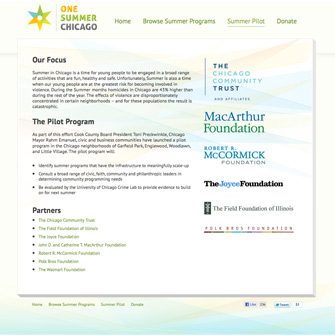 ONE
SUMMER
CHICAGO
Home
Browse Summer Programs
Summer Pilot
Donate
Our Focus
Summer in Chicago is a time for young people to be engaged in a broad range of
activities that are fun, healthy and safe. Unfortunately, Summer is also a time
when our young people are at the greatest risk for becoming involved in
violence. During the Summer months homicides in Chicago are 45% higher than
during the rest of the year. The effects of violence are disproportionately
concentrated in certain neighborhoods – and for these populations the result is
catastrophic.
The Pilot Program
As part of this effort Cook County Board President Toni Preckwinkle, Chicago
Mayor Rahm Emanuel, civic and business communities have launched a pilot
program in the Chicago neighborhoods of Garfield Park, Englewood, Woodlawn,
and Little Village. The pilot program will:
Identify summer programs that have the infrastructure to meaningfully scale-up
Consult a broad range of civic, faith, community and philanthropic leaders in
determining community programming needs
Be evaluated by the University of Chicago Crime Lab to provide evidence to build
on for next summer
Partners
The Chicago Community Trust
The Field Foundation of Illinois
The Joyce Foundation
John D. and Catherine T. MacArthur Foundation
Robert R. McCormick Foundation
Polk Bros Foundation
The Walmart Foundation
THE
CHICAGO
COMMUNITY
TRUST
AND AFFILIATES
MacArthur
Foundation
ROBERT R.
McCORMICK
FOUNDATION
The Joyce Foundation
The Field Foundation of Illinois
POLK BROS FOUNDATION
Home
Browse Summer Programs
Summer Pilot
Donate
Like
Tweet